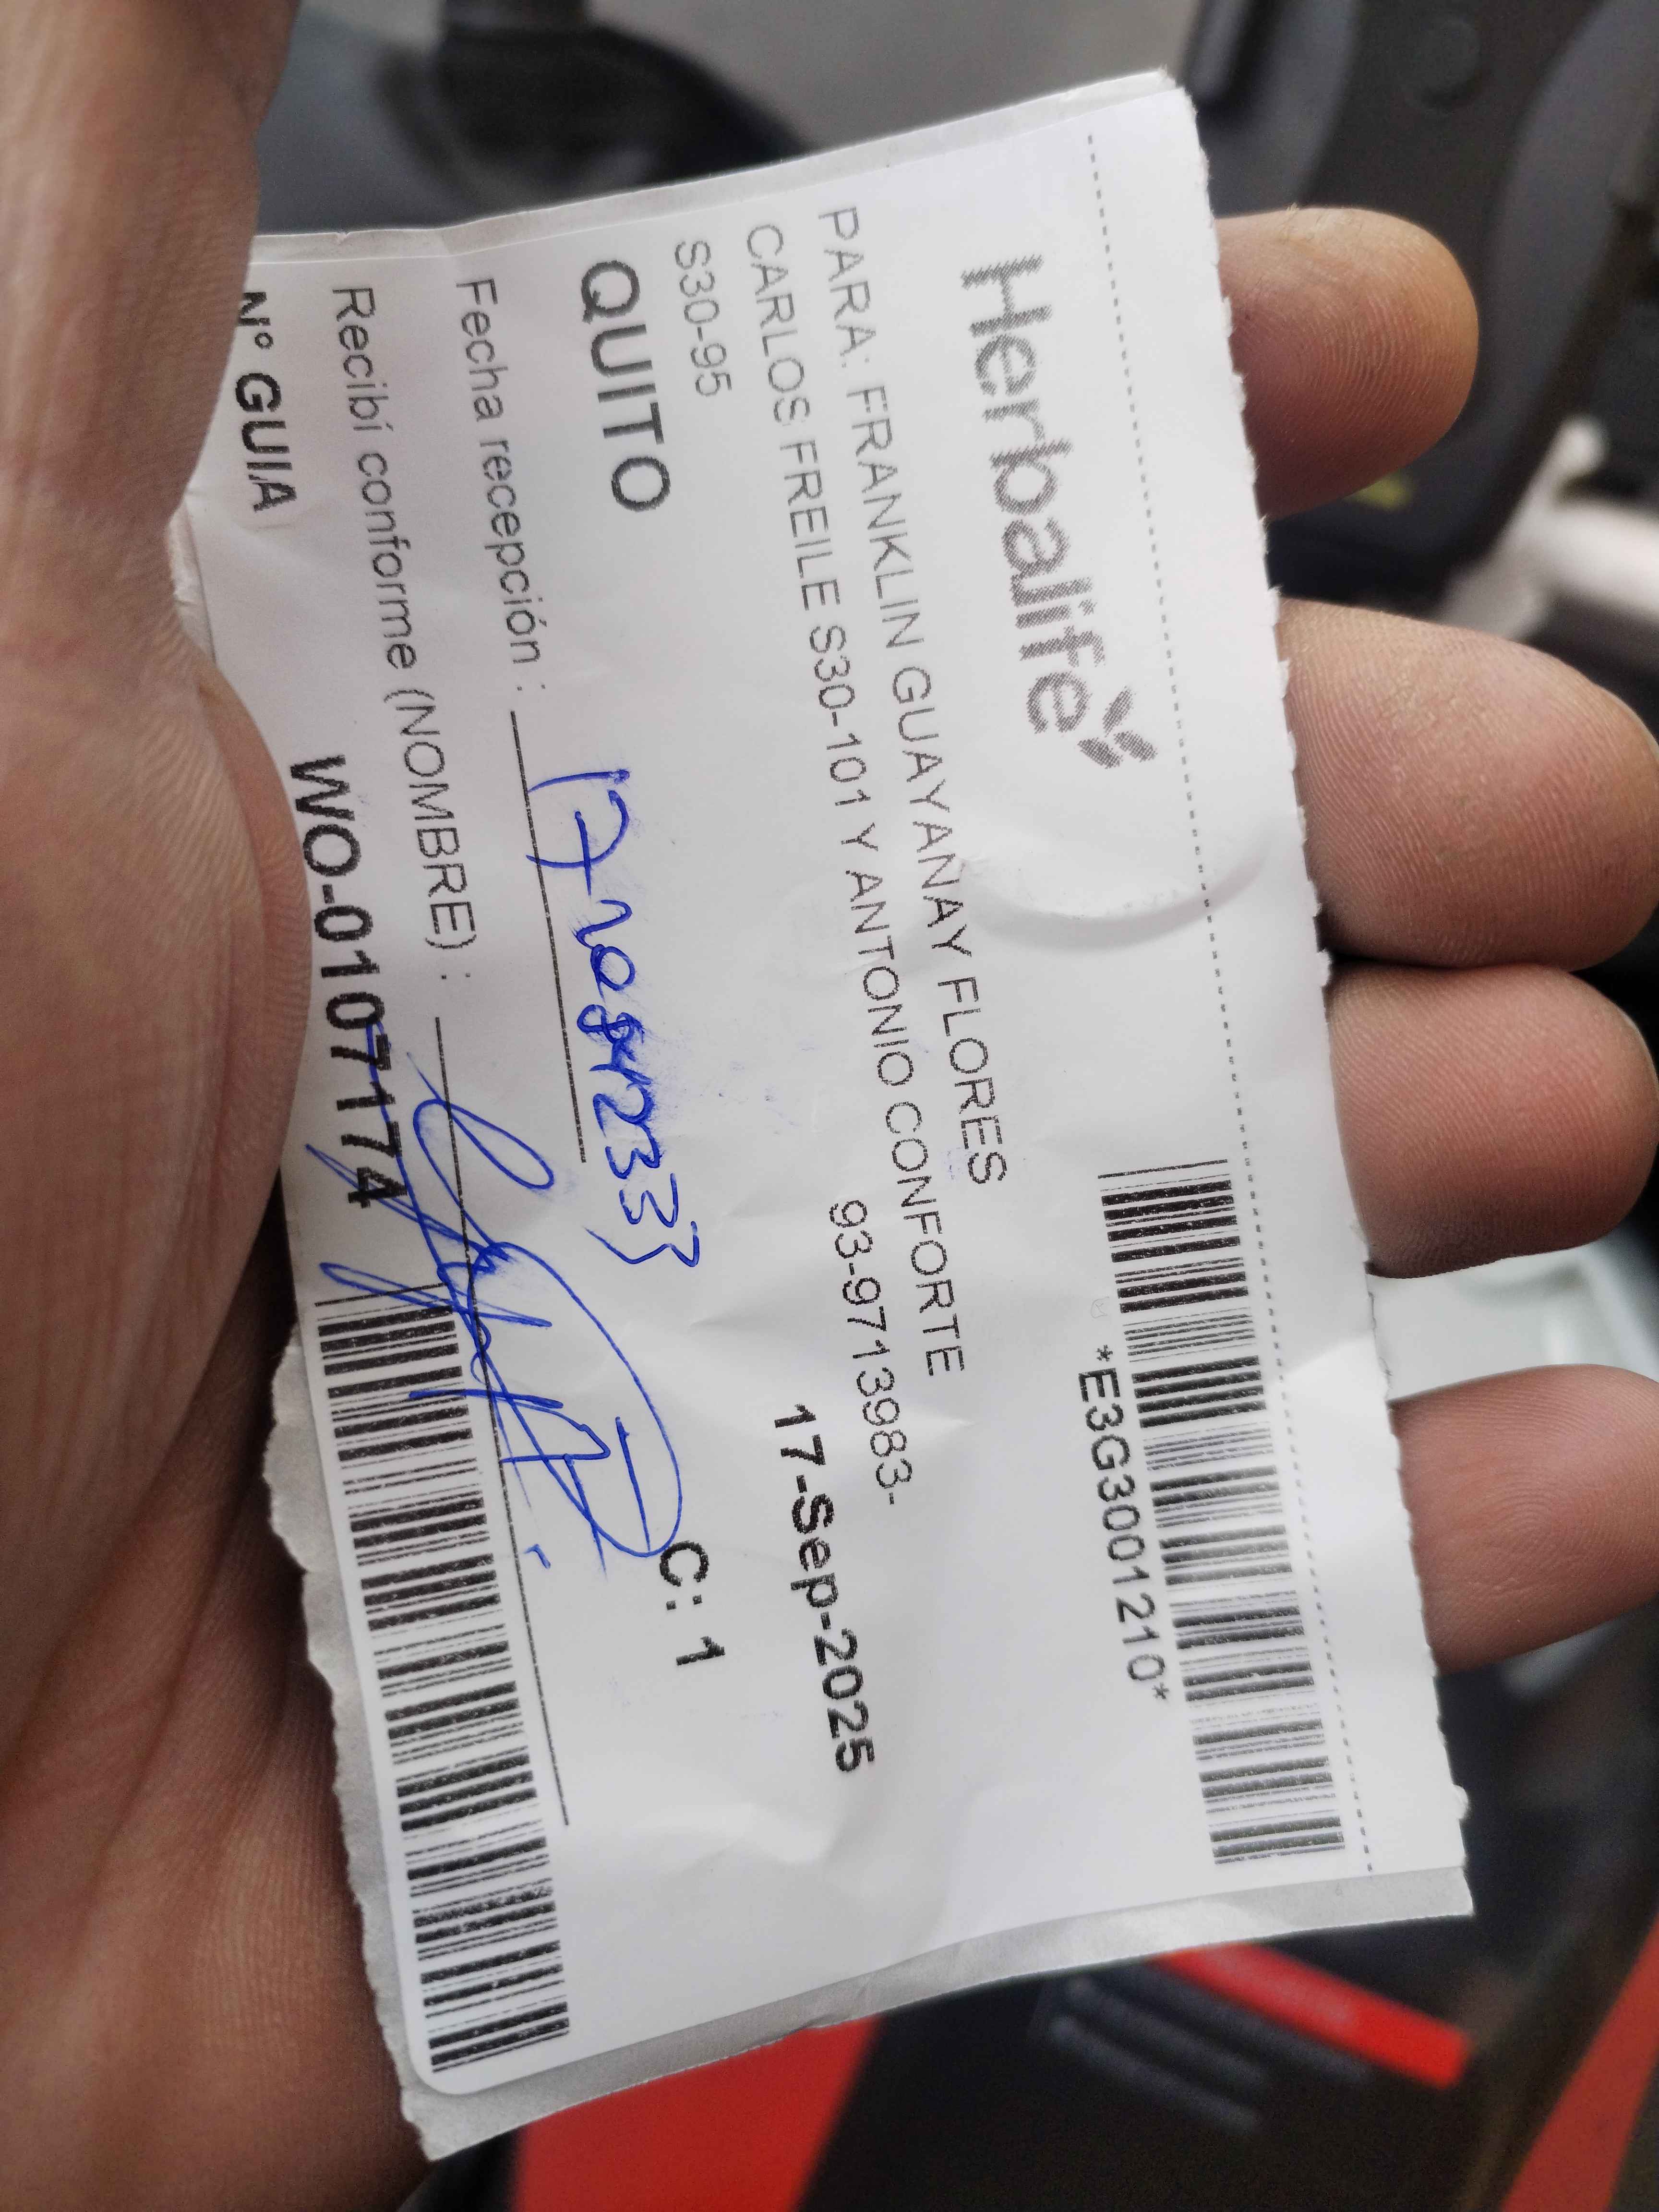 Herbalife
*E3G3001210*
PARA: FRANKLIN GUAYANAY FLORES
CARLOS FREILE S30-101 Y ANTONIO CONFORTE
S30-95
93-9713983-
17-Sep-2025
QUITO
C: 1
Fecha recepción :
Recibí conforme (NOMBRE) :
Nº GUIA
WO-0107174